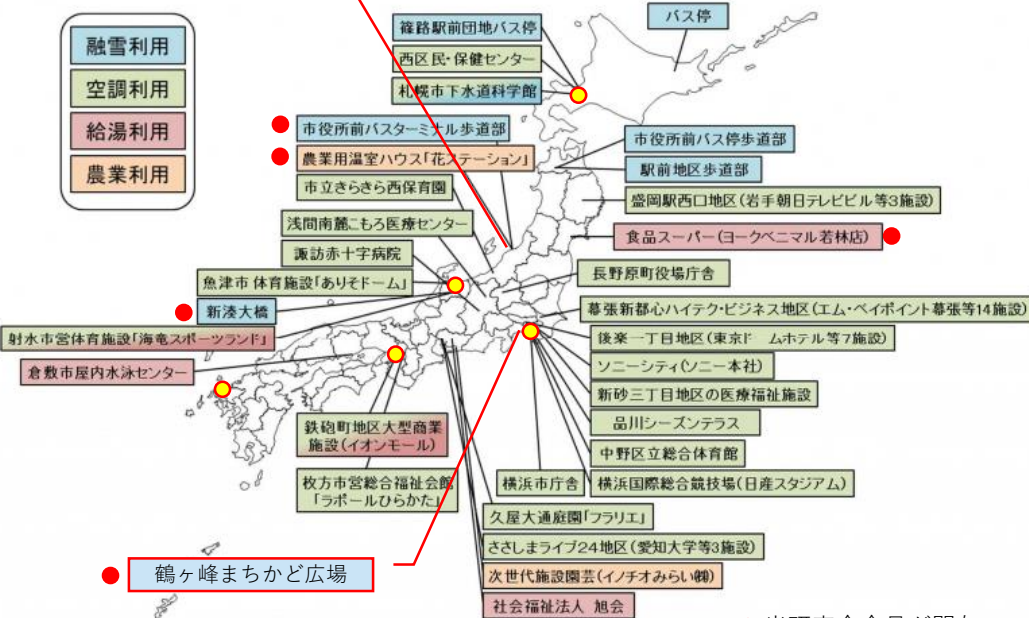 融雪利用
空調利用
給湯利用
農業利用
バス停
篠路駅前団地バス停
西区民・保健センター
札幌市下水道科学館
市役所前バスターミナル歩道部
農業用温室ハウス「花ステーション」
市立きらきら西保育園
浅間南麓こもろ医療センター
諏訪赤十字病院
魚津市体育施設「ありそドーム」
新湊大橋
射水市営体育施設「海竜スポーツランド」
倉敷市屋内水泳センター
市役所前バス停歩道部
駅前地区歩道部
盛岡駅西口地区(岩手朝日テレビビル等3施設)
食品スーパー(ヨークベニマル若林店)
長野原町役場庁舎
幕張新都心ハイテク・ビジネス地区(エム・ベイポイント幕張等14施設)
後楽一丁目地区(東京ド ムホテル等7施設)
ソニーシティ(ソニー本社)
新砂三丁目地区の医療福祉施設
品川シーズンテラス
中野区立総合体育館
横浜国際総合競技場(日産スタジアム)
横浜市庁舎
鉄砲町地区大型商業
施設(イオンモール)
枚方市営総合福祉会館
「ラポールひらかた」
久屋大通庭園「フラリエ」
ささしまライブ24地区(愛知大学等3施設)
次世代施設園芸(イノチオみらい㈱)
社会福祉法人 旭会
鶴ヶ峰まちかど広場